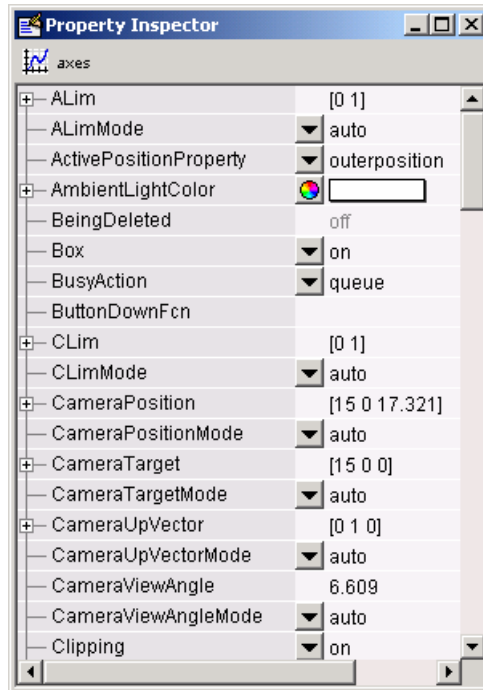 Property Inspector
axes
ALim [0 1]
ALimMode auto
ActivePositionProperty outerposition
AmbientLightColor
BeingDeleted off
Box on
BusyAction queue
ButtonDownFcn
CLim [0 1]
CLimMode auto
CameraPosition [15 0 17.321]
CameraPositionMode auto
CameraTarget [15 0 0]
CameraTargetMode auto
CameraUpVector [0 1 0]
CameraUpVectorMode auto
CameraViewAngle 6.609
CameraViewAngleMode auto
Clipping on